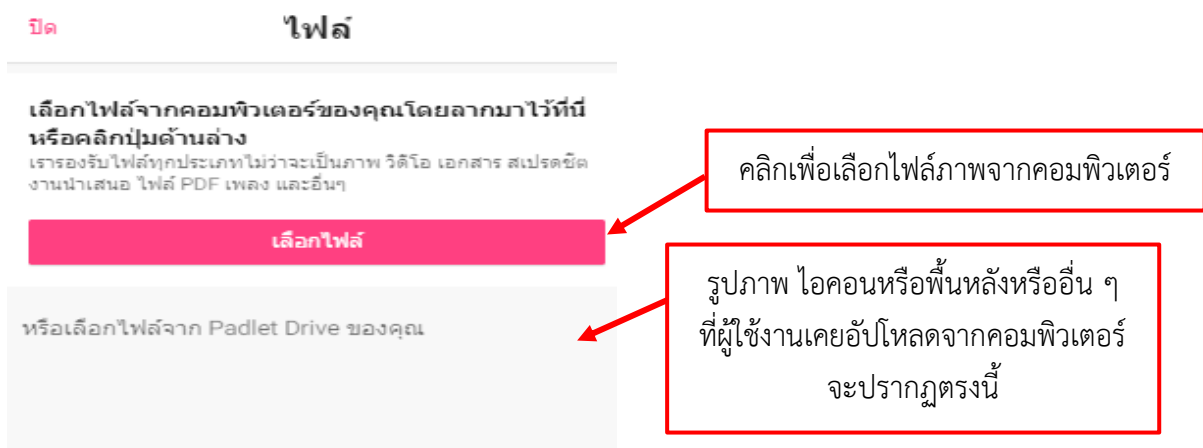 ปิด
ไฟล์
เลือกไฟล์จากคอมพิวเตอร์ของคุณโดยลากมาไว้ที่นี่
หรือคลิกปุ่มด้านล่าง
เรารองรับไฟล์ทุกประเภทไม่ว่าจะเป็นภาพ วิดีโอ เอกสาร สเปรดชีต
งานนำเสนอ ไฟล์ PDF เพลง และอื่นๆ
คลิกเพื่อเลือกไฟล์ภาพจากคอมพิวเตอร์
เลือกไฟล์
รูปภาพ ไอคอนหรือพื้นหลังหรืออื่น ๆ
ที่ผู้ใช้งานเคยอัปโหลดจากคอมพิวเตอร์
จะปรากฏตรงนี้
หรือเลือกไฟล์จาก Padlet Drive ของคุณ